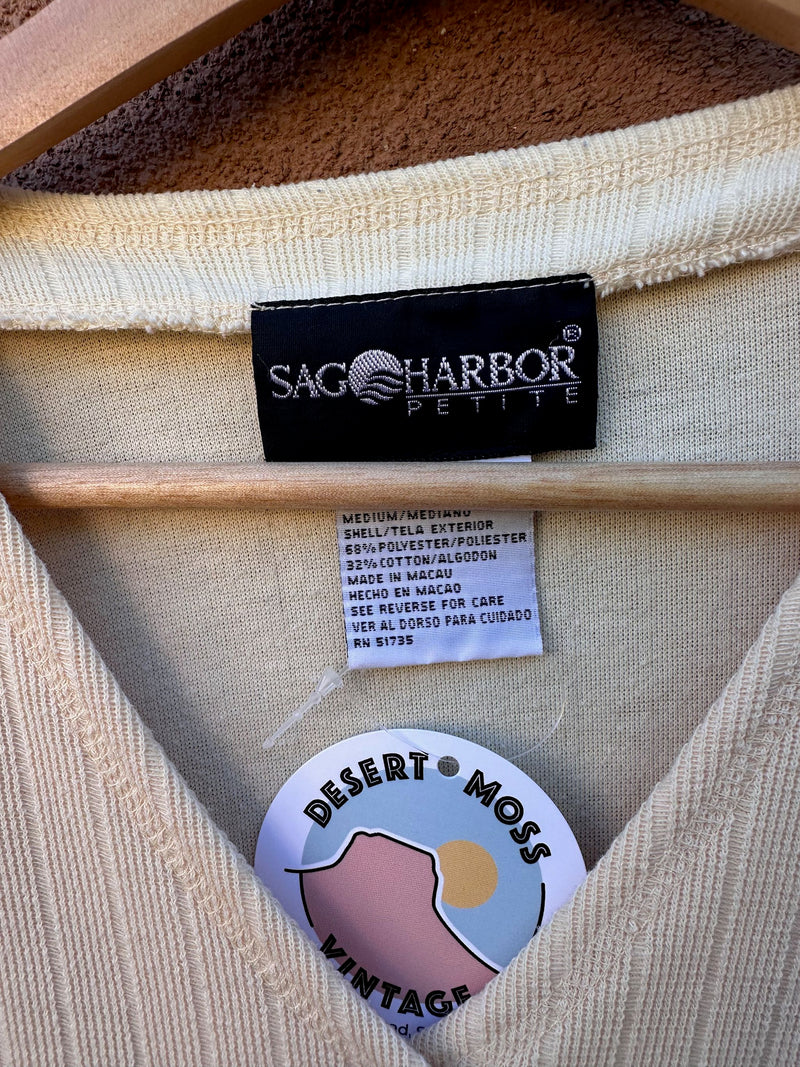 SAG HARBOR®
PETITE
MEDIUM/MEDIANO
SHELL/TELA EXTERIOR
68% POLYESTER/POLIESTER
32% COTTON/ALGODON
MADE IN MACAU
HECHO EN MACAO
SEE REVERSE FOR CARE
VER AL DORSO PARA CUIDADO
RN 51735
DESERT MOSS
VINTAGE